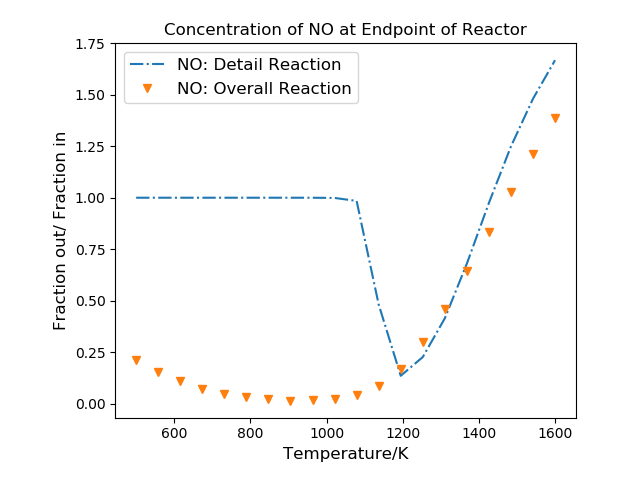 Concentration of NO at Endpoint of Reactor
1.75
NO: Detail Reaction
NO: Overall Reaction
1.50
1.25
1.00
0.75
0.50
0.25
0.00
Fraction out/ Fraction in
600 800 1000 1200 1400 1600
Temperature/K